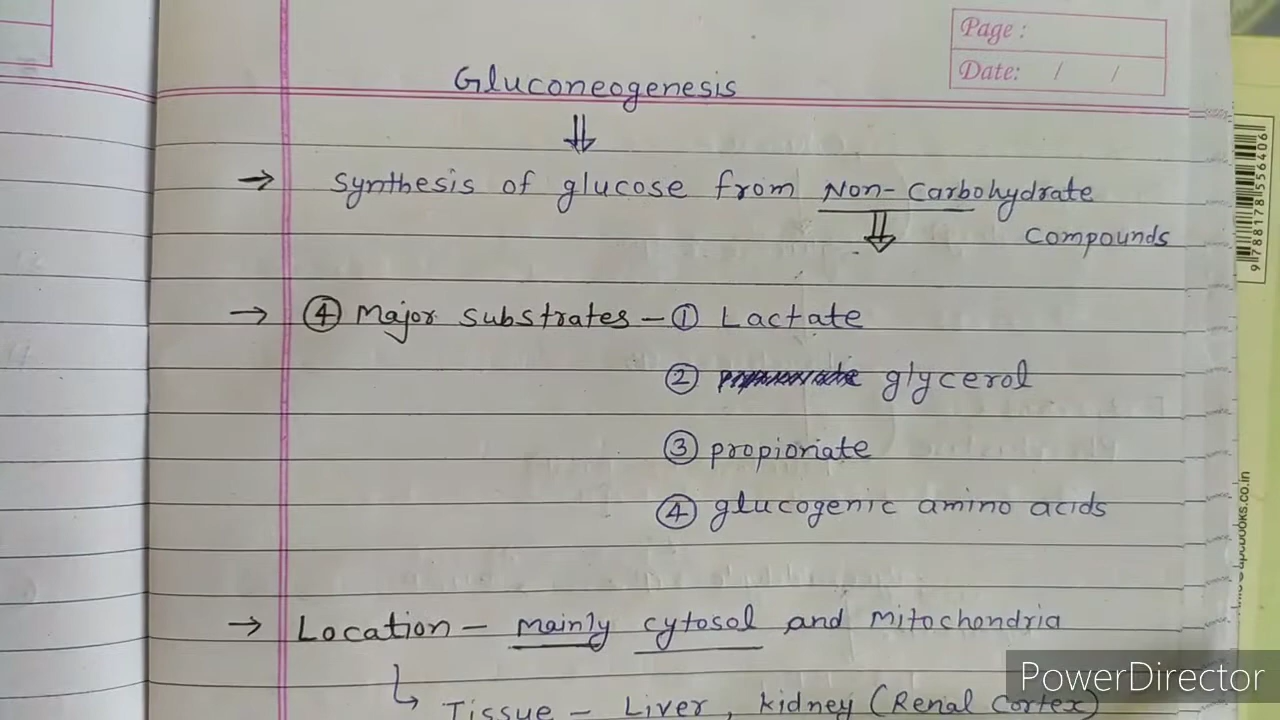 Page :
Date: / /
Gluconeogenesis
⇓
→ Synthesis of glucose from Non-Carbohydrate
⇓
Compounds
→ ④ Major substrates - ① Lactate
② glycerol
③ propionate
④ glucogenic amino acids
→ Location - mainly cytosol and mitochondria
↳ Tissue - Liver, kidney (Renal Cortex)
9788178556406
PowerDirector